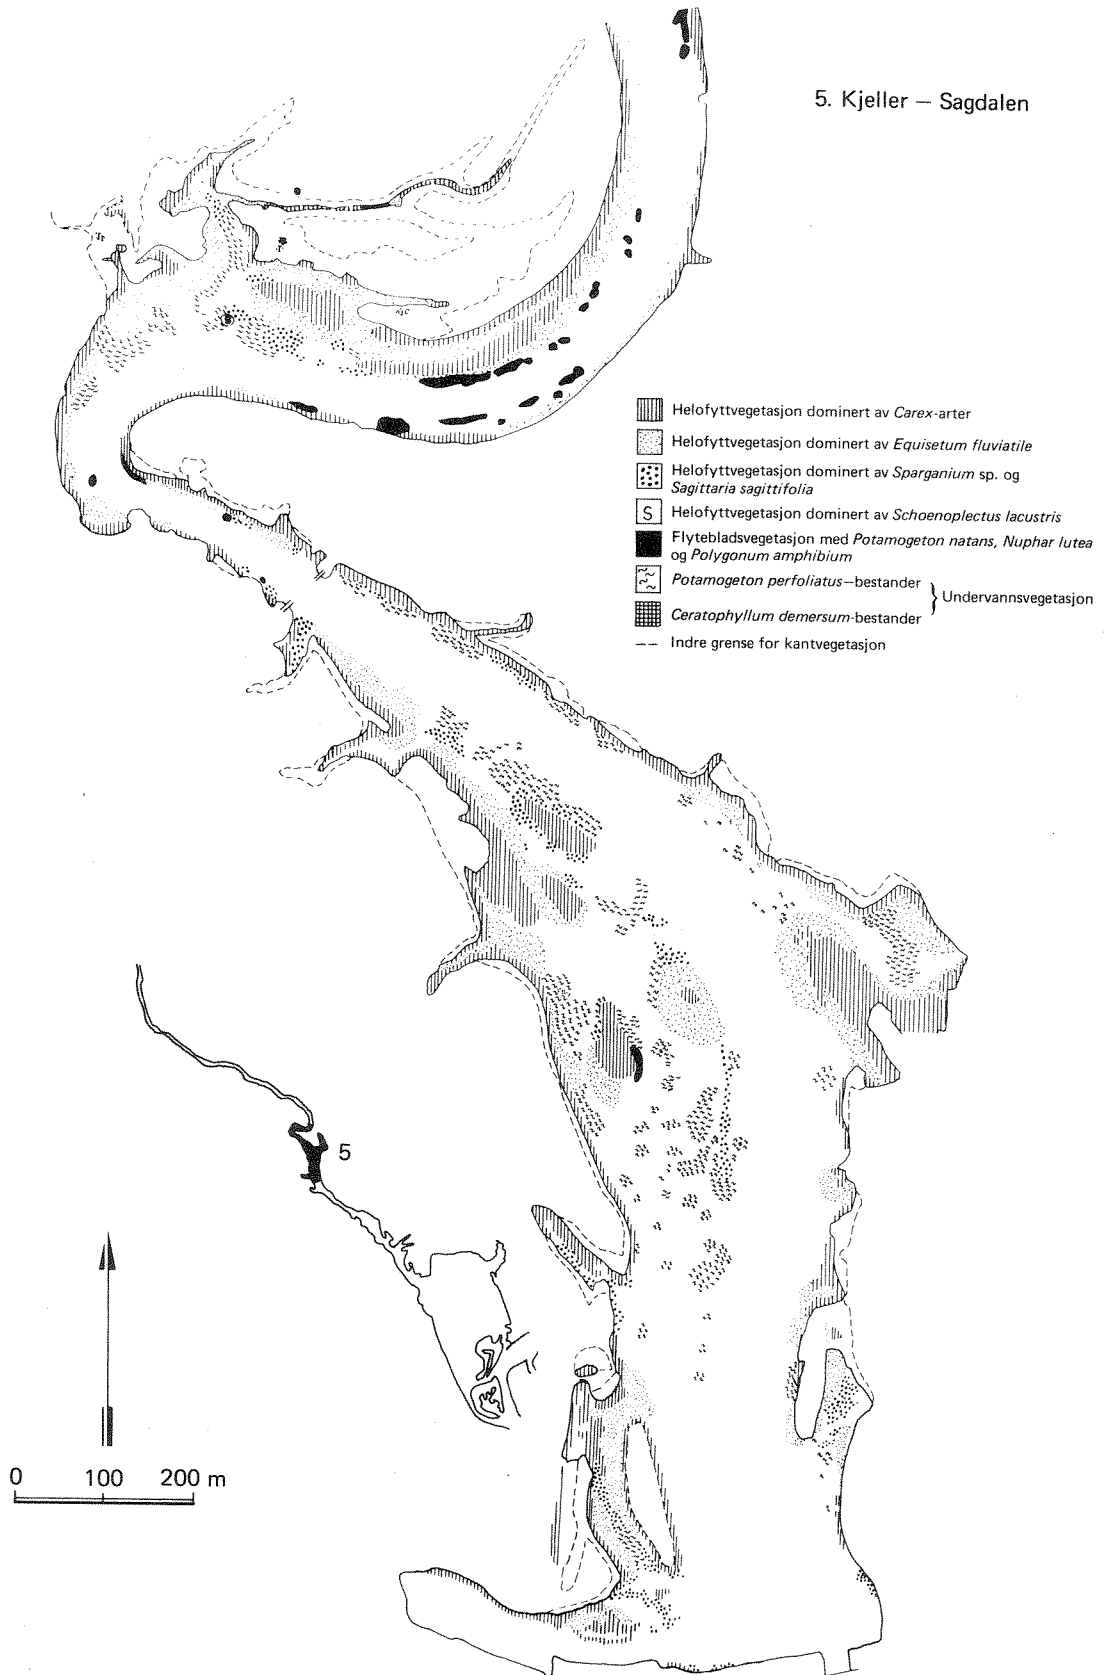 5. Kjeller – Sagdalen
Helofyttvegetasjon dominert av Carex-arter
Helofyttvegetasjon dominert av Equisetum fluviatile
Helofyttvegetasjon dominert av Sparganium sp. og
Sagittaria sagittifolia
S Helofyttvegetasjon dominert av Schoenoplectus lacustris
Flytebladsvegetasjon med Potamogeton natans, Nuphar lutea
og Polygonum amphibium
Potamogeton perfoliatus–bestander
Undervannsvegetasjon
Ceratophyllum demersum-bestander
Indre grense for kantvegetasjon
5
0 100 200 m